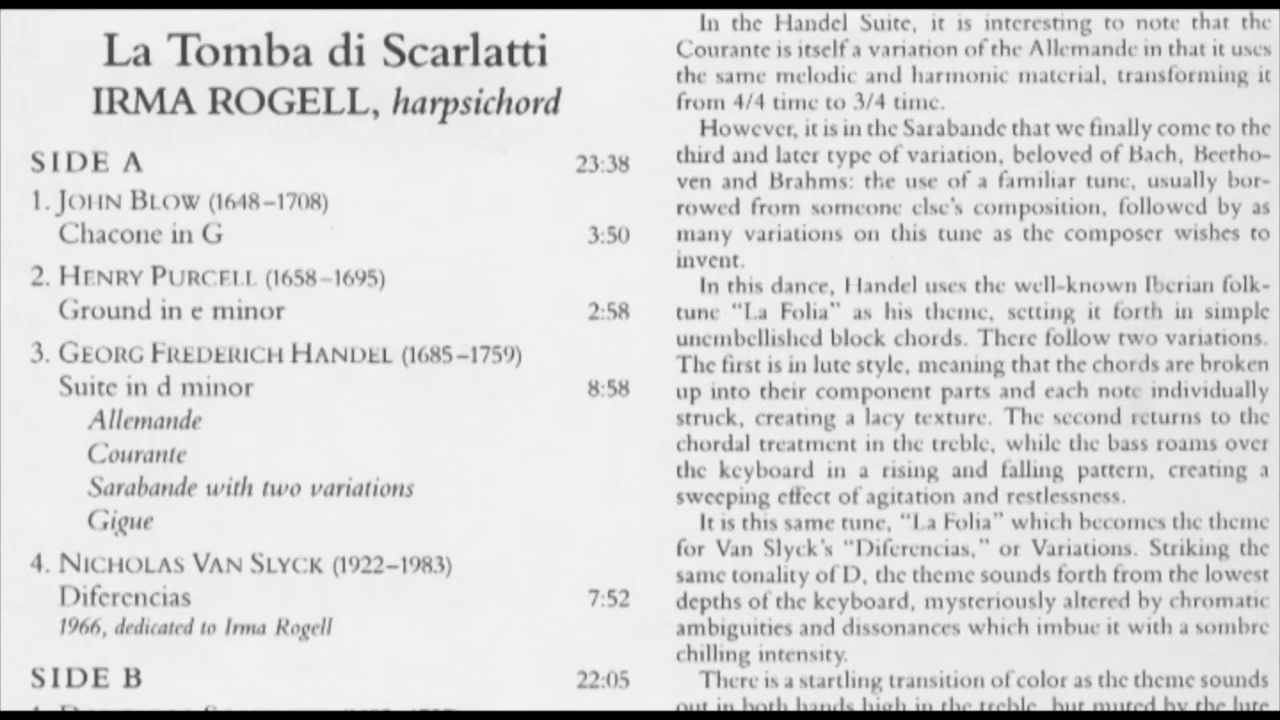 La Tomba di Scarlatti
IRMA ROGELL, harpsichord
SIDE A 23:38
1. JOHN BLOW (1648–1708)
Chacone in G 3:50
2. HENRY PURCELL (1658–1695)
Ground in e minor 2:58
3. GEORG FREDERICH HANDEL (1685–1759)
Suite in d minor 8:58
Allemande
Courante
Sarabande with two variations
Gigue
4. NICHOLAS VAN SLYCK (1922–1983)
Diferencias 7:52
1966, dedicated to Irma Rogell
SIDE B 22:05
In the Handel Suite, it is interesting to note that the
Courante is itself a variation of the Allemande in that it uses
the same melodic and harmonic material, transforming it
from 4/4 time to 3/4 time.
However, it is in the Sarabande that we finally come to the
third and later type of variation, beloved of Bach, Beetho-
ven and Brahms: the use of a familiar tune, usually bor-
rowed from someone else's composition, followed by as
many variations on this tune as the composer wishes to
invent.
In this dance, Handel uses the well-known Iberian folk-
tune "La Folia" as his theme, setting it forth in simple
unembellished block chords. There follow two variations.
The first is in lute style, meaning that the chords are broken
up into their component parts and each note individually
struck, creating a lacy texture. The second returns to the
chordal treatment in the treble, while the bass roams over
the keyboard in a rising and falling pattern, creating a
sweeping effect of agitation and restlessness.
It is this same tune, "La Folia" which becomes the theme
for Van Slyck's "Diferencias," or Variations. Striking the
same tonality of D, the theme sounds forth from the lowest
depths of the keyboard, mysteriously altered by chromatic
ambiguities and dissonances which imbue it with a sombre
chilling intensity.
There is a startling transition of color as the theme sounds
out in both hands high in the treble, but muted by the lute